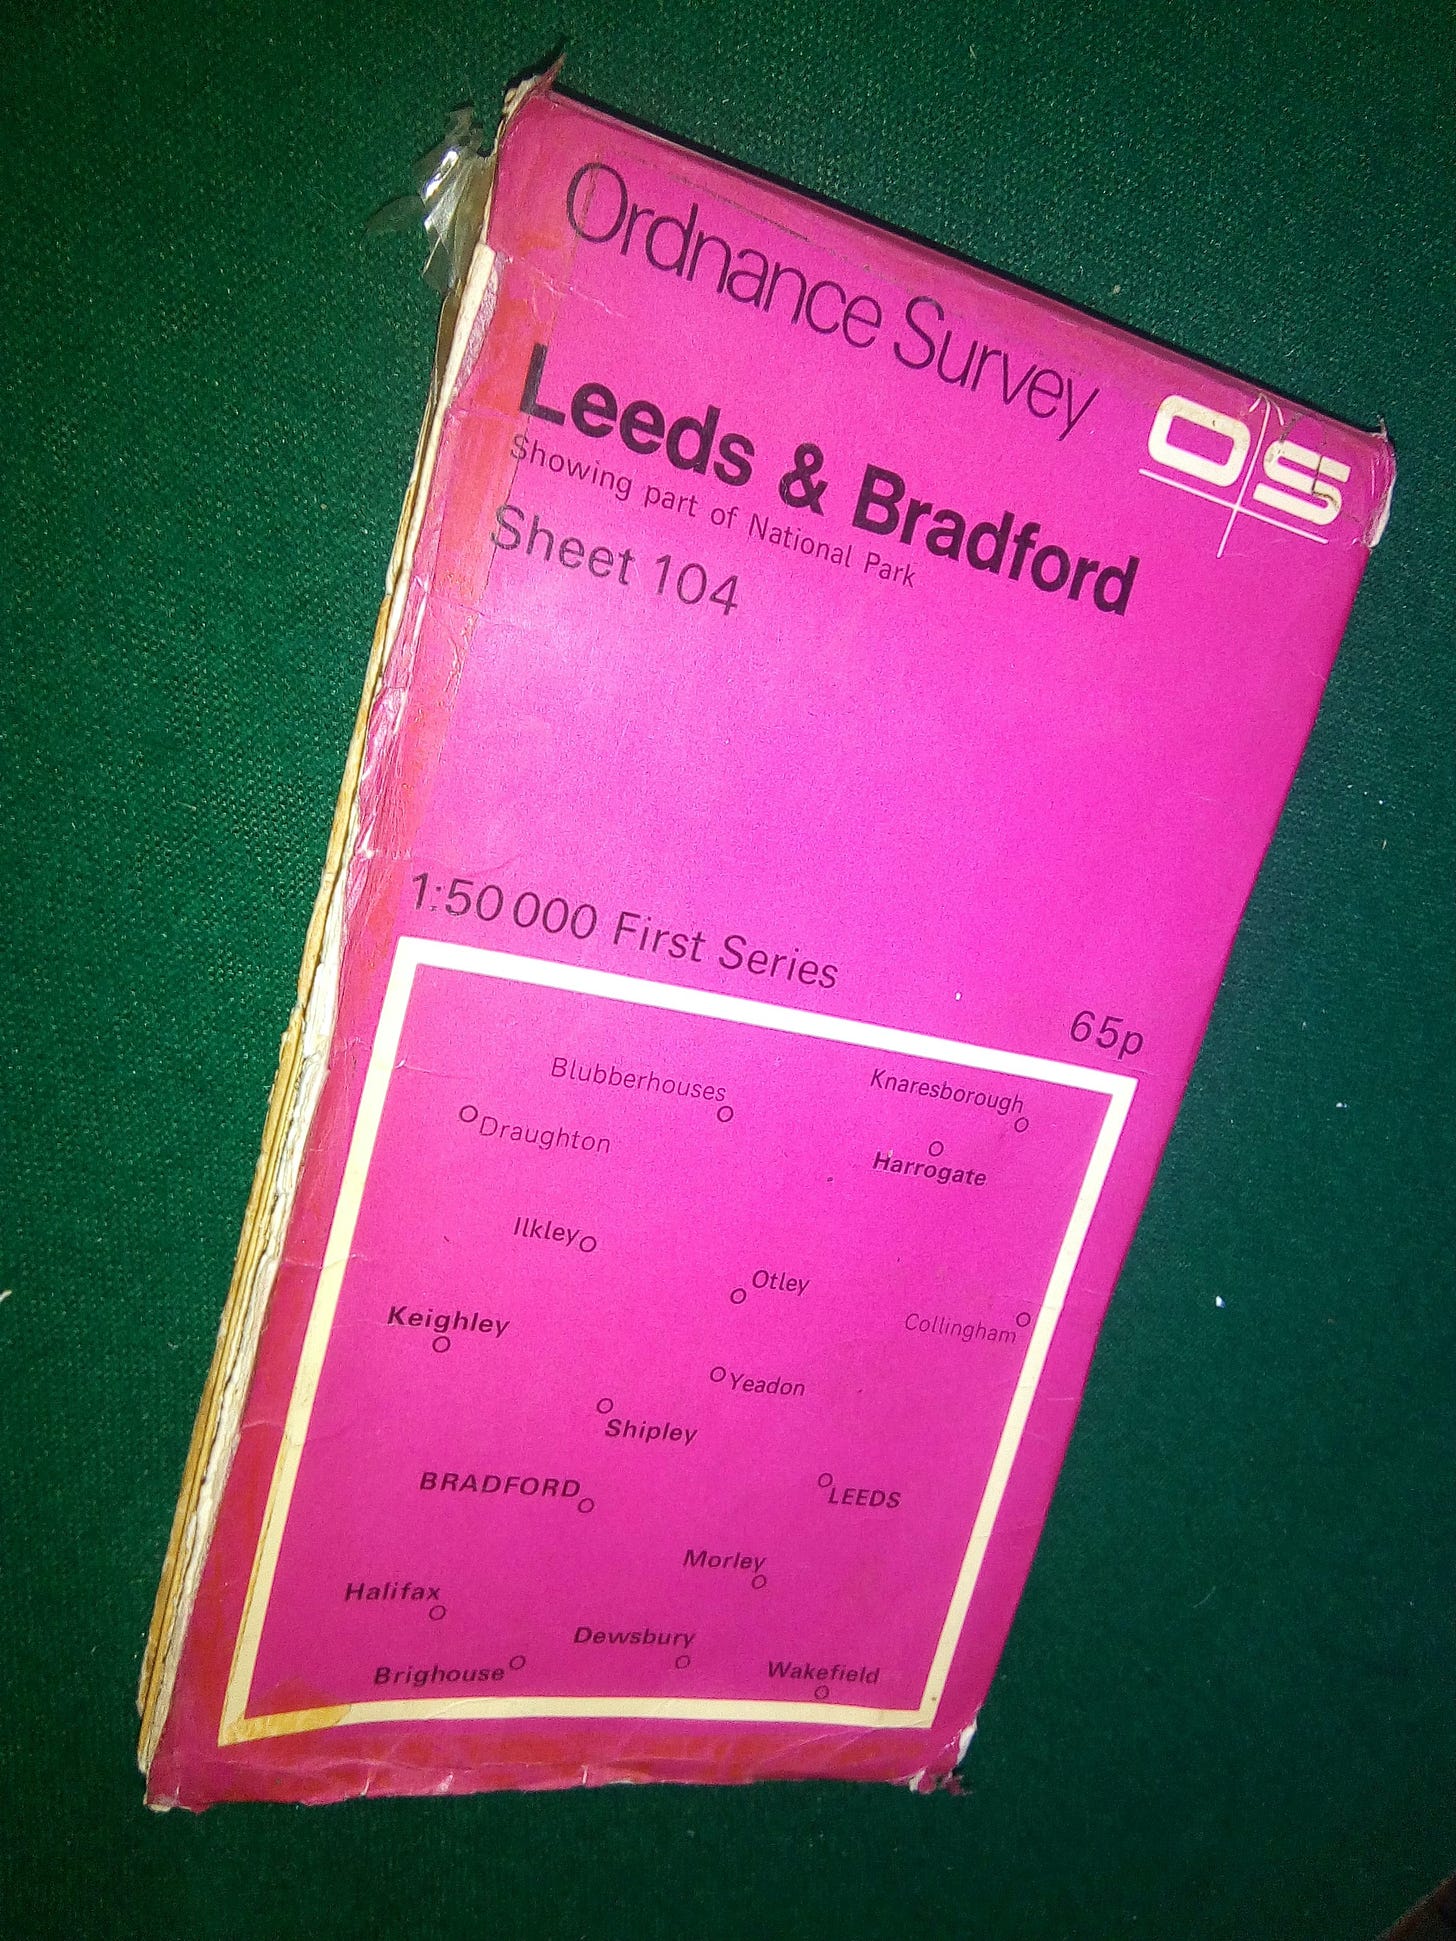 Ordnance Survey
OS
Leeds & Bradford
Showing part of National Park
Sheet 104
1:50 000 First Series
65p
Blubberhouses
Knaresborough
Draughton
Harrogate
Ilkley
Otley
Keighley
Collingham
Yeadon
Shipley
BRADFORD
LEEDS
Morley
Halifax
Dewsbury
Brighouse
Wakefield